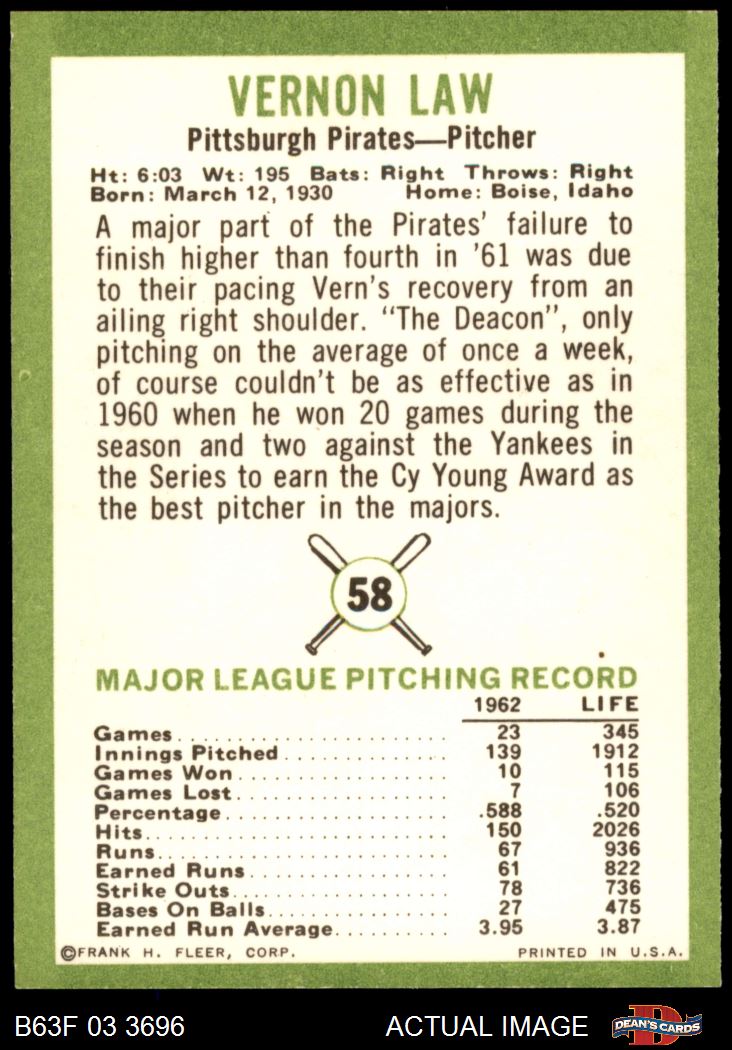 VERNON LAW
Pittsburgh Pirates—Pitcher
Ht: 6:03 Wt: 195 Bats: Right Throws: Right
Born: March 12, 1930 Home: Boise, Idaho
A major part of the Pirates' failure to
finish higher than fourth in '61 was due
to their pacing Vern's recovery from an
ailing right shoulder. "The Deacon", only
pitching on the average of once a week,
of course couldn't be as effective as in
1960 when he won 20 games during the
season and two against the Yankees in
the Series to earn the Cy Young Award as
the best pitcher in the majors.
58
MAJOR LEAGUE PITCHING RECORD
1962 LIFE
Games 23 345
Innings Pitched 139 1912
Games Won 10 115
Games Lost 7 106
Percentage .588 .520
Hits 150 2026
Runs 67 936
Earned Runs 61 822
Strike Outs 78 736
Bases On Balls 27 475
Earned Run Average 3.95 3.87
©FRANK H. FLEER, CORP. PRINTED IN U.S.A.
B63F 03 3696 ACTUAL IMAGE D DEAN'S CARDS